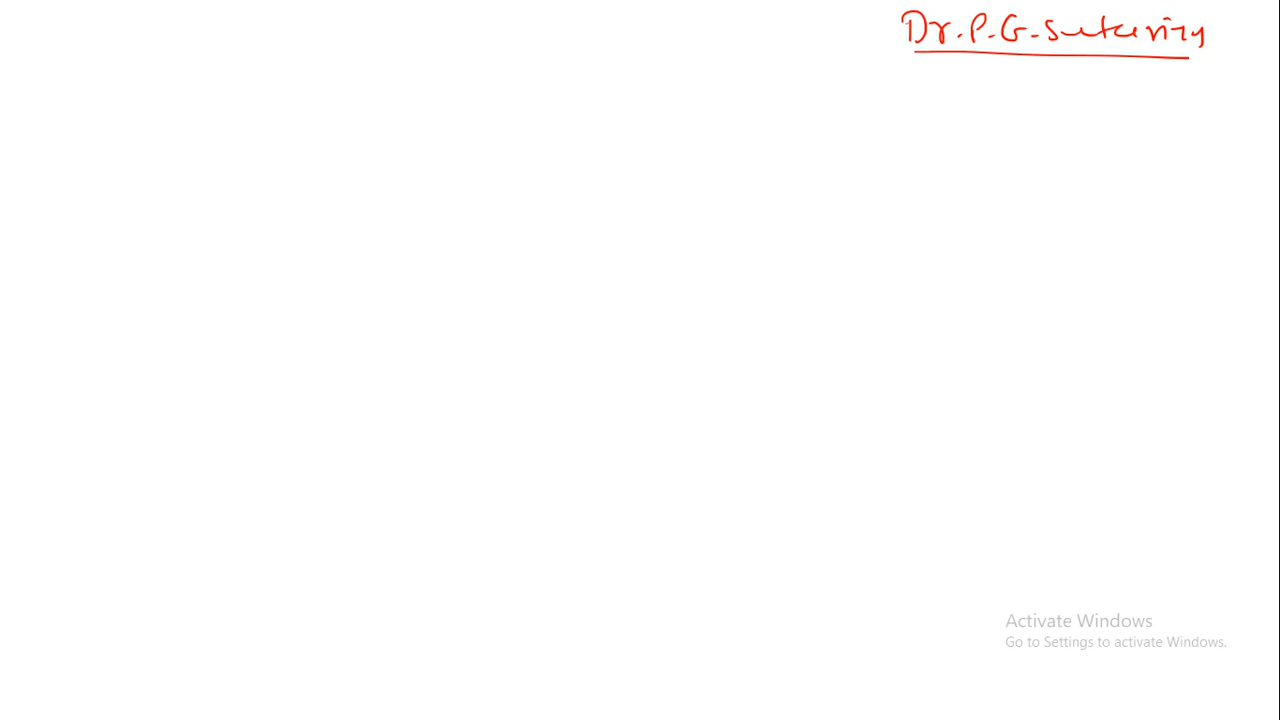 Dr. P. G.
Activate Windows
Go to Settings to activate Windows.